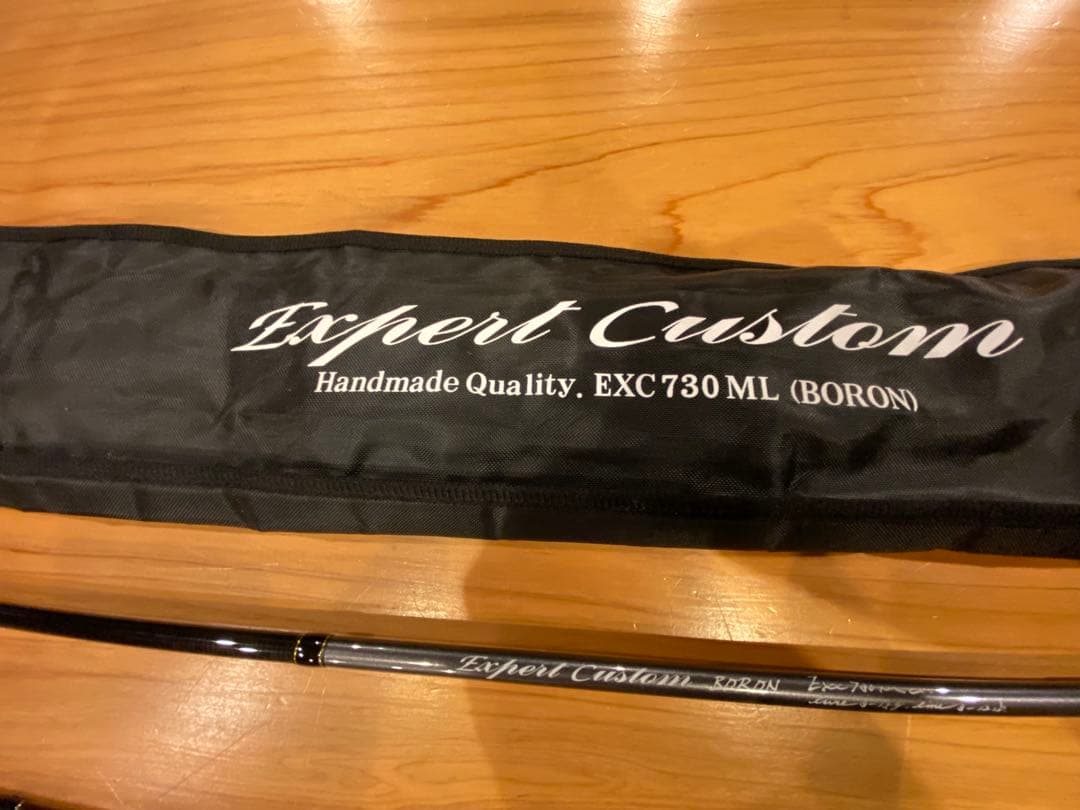 Expert Custom
Handmade Quality. EXC730ML (BORON)
Expert Custom BORON